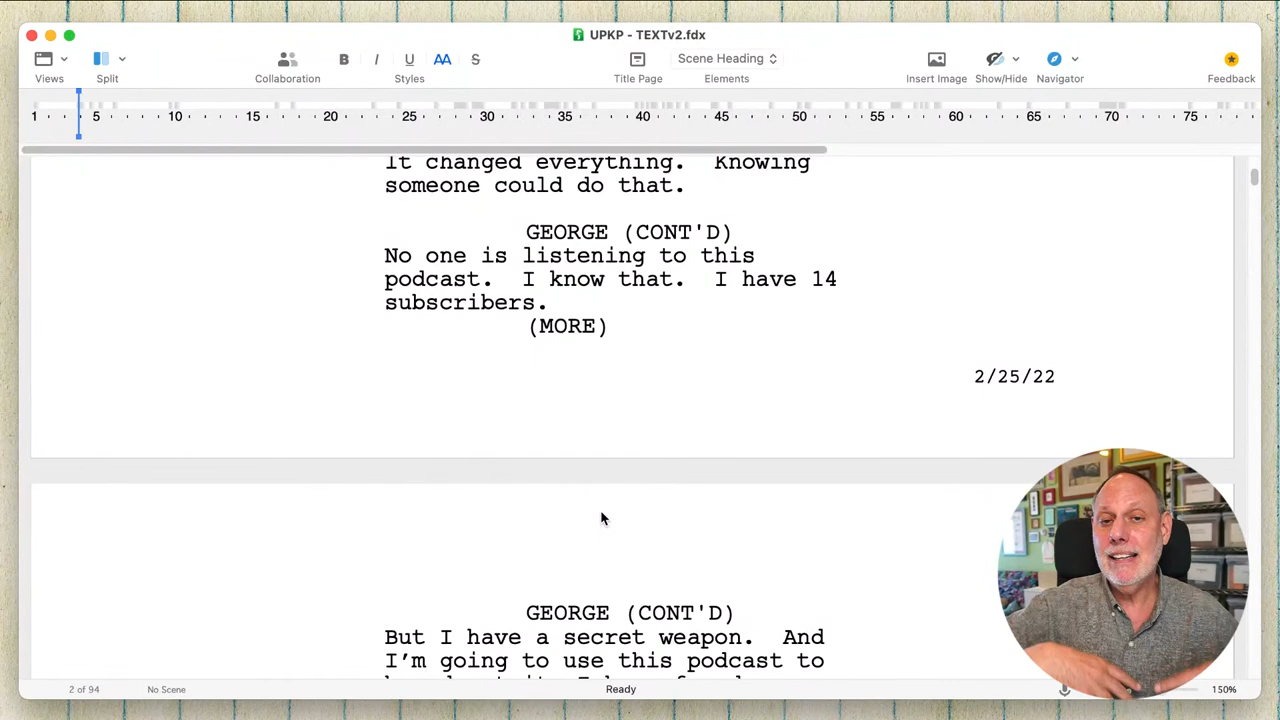 UPKP - TEXTv2.fdx
B I U AA S
Scene Heading
Views Split Collaboration Styles Title Page Elements Insert Image Show/Hide Navigator Feedback
1 5 10 15 20 25 30 35 40 45 50 55 60 65 70 75
It changed everything.  Knowing
someone could do that.
GEORGE (CONT'D)
No one is listening to this
podcast.  I know that.  I have 14
subscribers.
(MORE)
2/25/22
GEORGE (CONT'D)
But I have a secret weapon.  And
I’m going to use this podcast to
2 of 94 No Scene Ready 150%